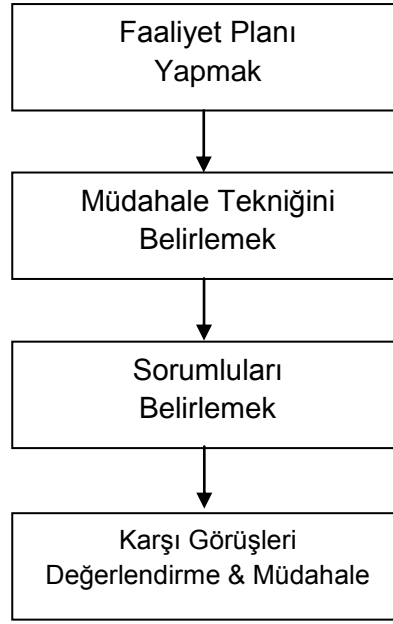 Faaliyet Planı
Yapmak
Müdahale Tekniğini
Belirlemek
Sorumluları
Belirlemek
Karşı Görüşleri
Değerlendirme & Müdahale